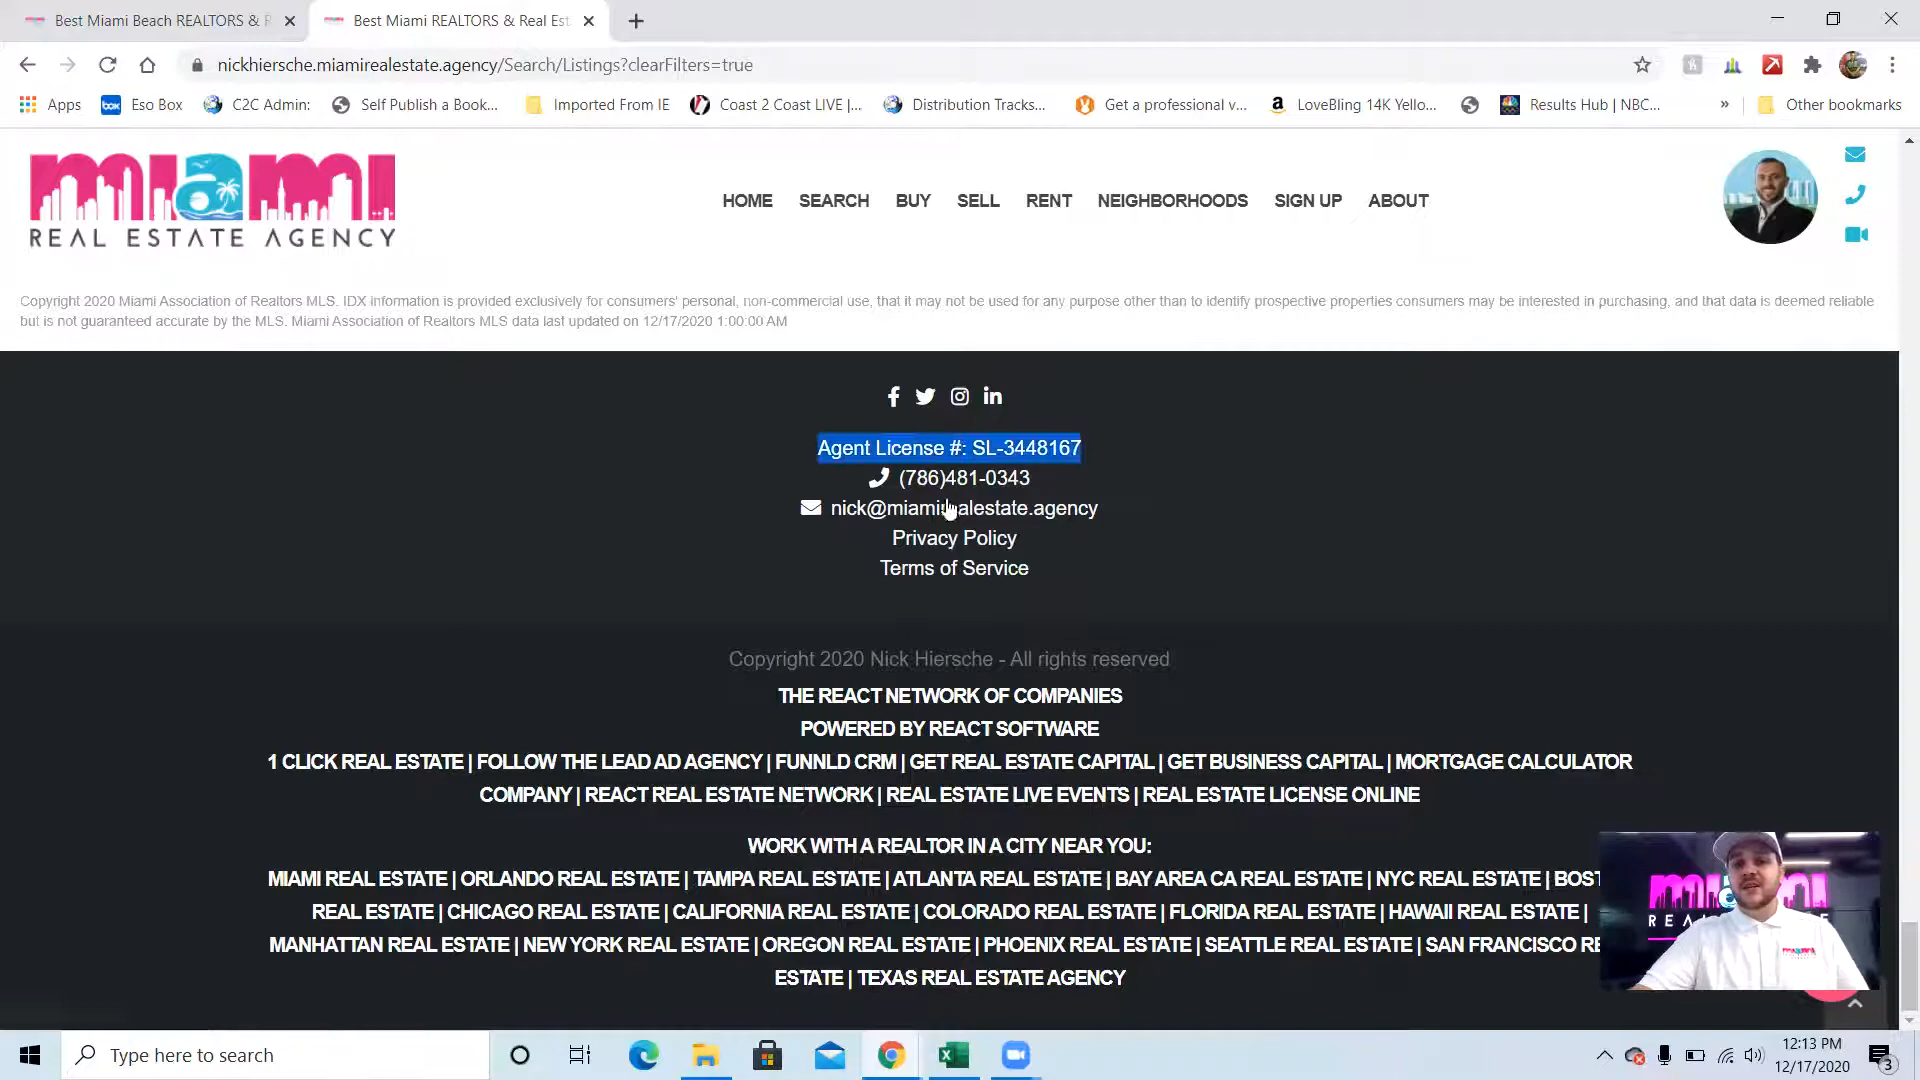 Best Miami Beach REALTORS & R
Best Miami REALTORS & Real Est
nickhiersche.miamirealestate.agency/Search/Listings?clearFilters=true
Apps
Eso Box
C2C Admin:
Self Publish a Book...
Imported From IE
Coast 2 Coast LIVE |...
Distribution Tracks...
Get a professional v...
LoveBling 14K Yello...
Results Hub | NBC...
»
Other bookmarks
miami
REAL ESTATE AGENCY
HOME
SEARCH
BUY
SELL
RENT
NEIGHBORHOODS
SIGN UP
ABOUT
Copyright 2020 Miami Association of Realtors MLS. IDX information is provided exclusively for consumers' personal, non-commercial use, that it may not be used for any purpose other than to identify prospective properties consumers may be interested in purchasing, and that data is deemed reliable
but is not guaranteed accurate by the MLS. Miami Association of Realtors MLS data last updated on 12/17/2020 1:00:00 AM
Agent License #: SL-3448167
(786)481-0343
nick@miamirealestate.agency
Privacy Policy
Terms of Service
Copyright 2020 Nick Hiersche - All rights reserved
THE REACT NETWORK OF COMPANIES
POWERED BY REACT SOFTWARE
1 CLICK REAL ESTATE | FOLLOW THE LEAD AD AGENCY | FUNNLD CRM | GET REAL ESTATE CAPITAL | GET BUSINESS CAPITAL | MORTGAGE CALCULATOR
COMPANY | REACT REAL ESTATE NETWORK | REAL ESTATE LIVE EVENTS | REAL ESTATE LICENSE ONLINE
WORK WITH A REALTOR IN A CITY NEAR YOU:
MIAMI REAL ESTATE | ORLANDO REAL ESTATE | TAMPA REAL ESTATE | ATLANTA REAL ESTATE | BAY AREA CA REAL ESTATE | NYC REAL ESTATE | BOST
REAL ESTATE | CHICAGO REAL ESTATE | CALIFORNIA REAL ESTATE | COLORADO REAL ESTATE | FLORIDA REAL ESTATE | HAWAII REAL ESTATE |
MANHATTAN REAL ESTATE | NEW YORK REAL ESTATE | OREGON REAL ESTATE | PHOENIX REAL ESTATE | SEATTLE REAL ESTATE | SAN FRANCISCO RE
ESTATE | TEXAS REAL ESTATE AGENCY
Type here to search
12:13 PM
12/17/2020
3